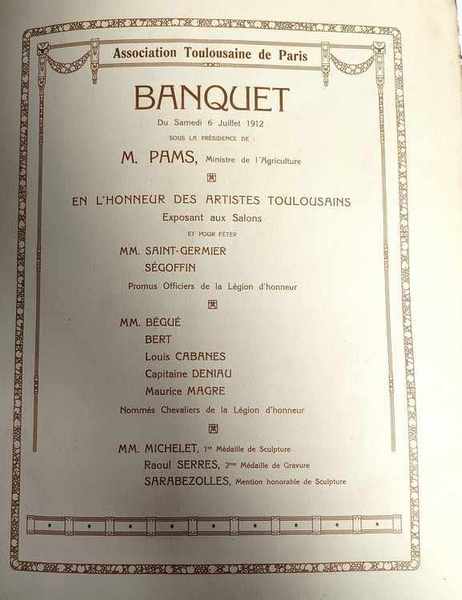 Association Toulousaine de Paris
BANQUET
Du Samedi 6 Juillet 1912
SOUS LA PRÉSIDENCE DE :
M. PAMS, Ministre de l'Agriculture
EN L'HONNEUR DES ARTISTES TOULOUSAINS
Exposant aux Salons
ET POUR FÊTER
MM. SAINT-GERMIER
SÉGOFFIN
Promus Officiers de la Légion d'honneur
MM. BÉGUÉ
BERT
Louis CABANES
Capitaine DENIAU
Maurice MAGRE
Nommés Chevaliers de la Légion d'honneur
MM. MICHELET, 1re Médaille de Sculpture
Raoul SERRES, 2me Médaille de Gravure
SARABEZOLLES, Mention honorable de Sculpture